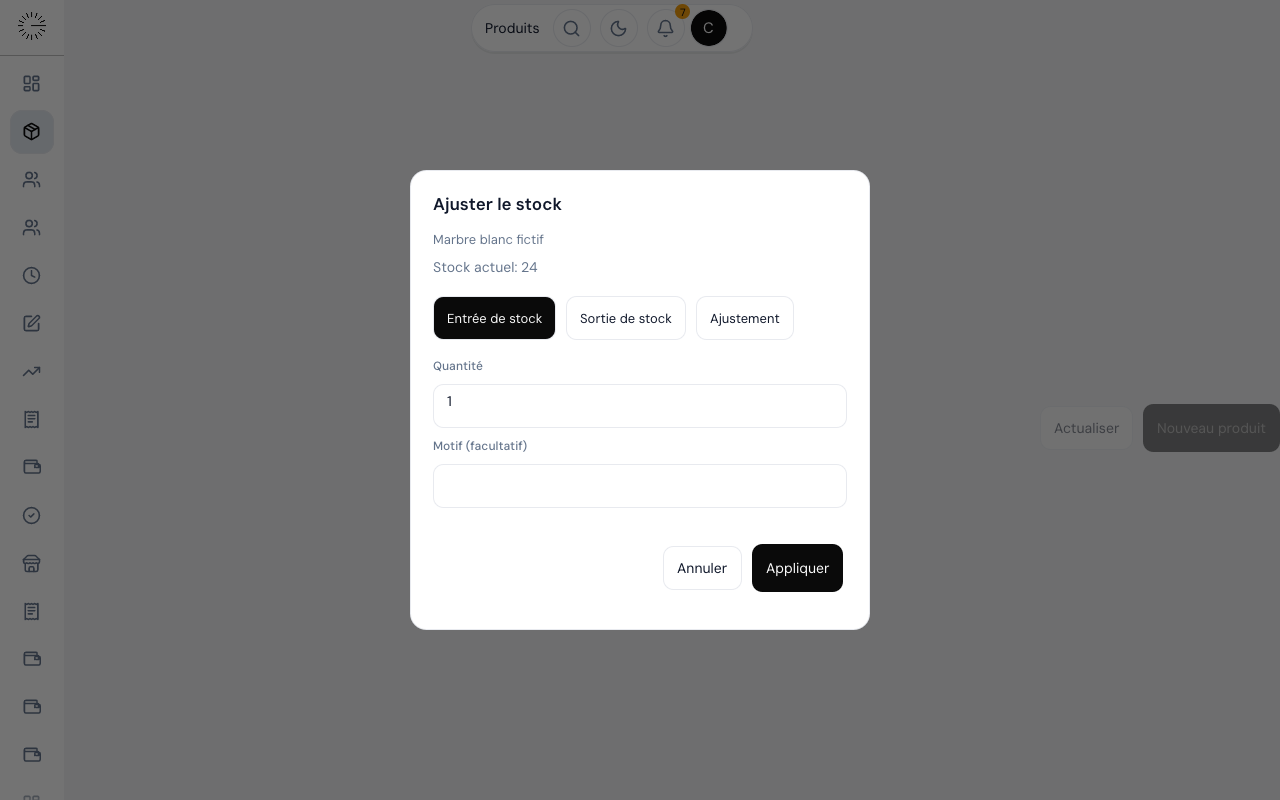 Produits
7
C
Ajuster le stock
Marbre blanc fictif
Stock actuel: 24
Entrée de stock
Sortie de stock
Ajustement
Quantité
1
Actualiser
Nouveau produit
Motif (facultatif)
Annuler
Appliquer